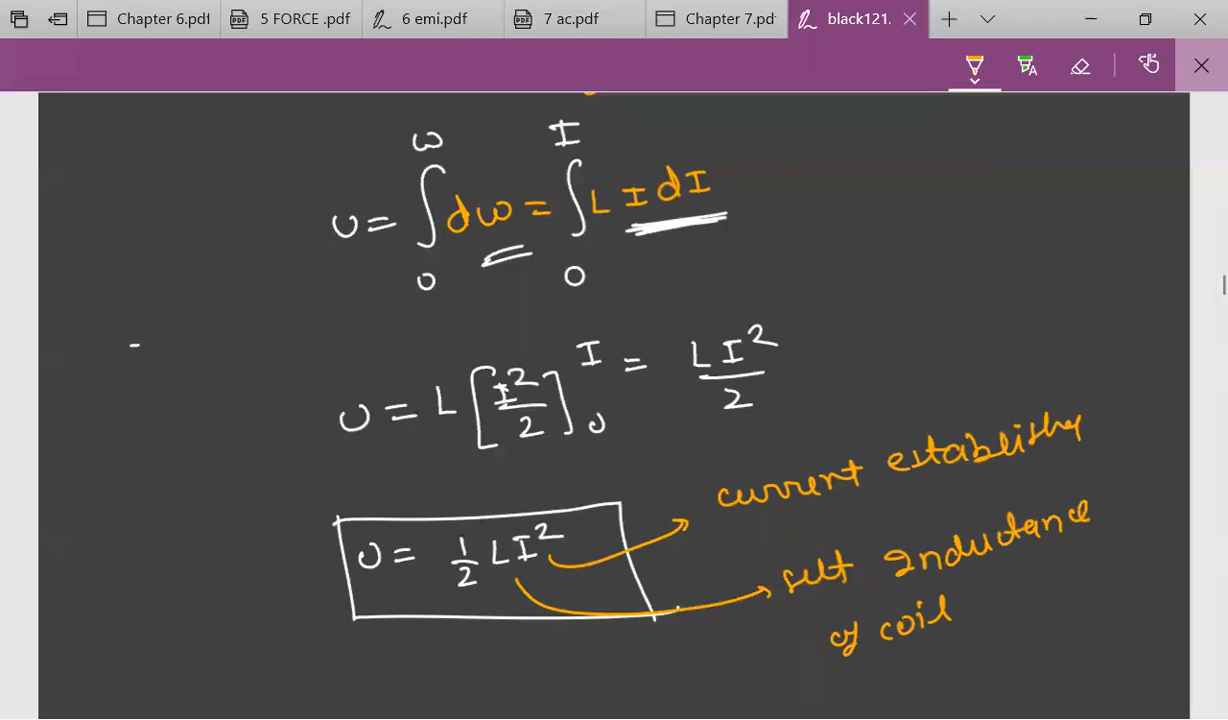 Chapter 6.pdf 5 FORCE .pdf 6 emi.pdf 7 ac.pdf Chapter 7.pdf black121.
U = ∫₀^W dW = ∫₀^I L I dI
U = L [I²/2]₀^I = LI²/2
current establishe
U = 1/2 LI²
self Inductance
of coil